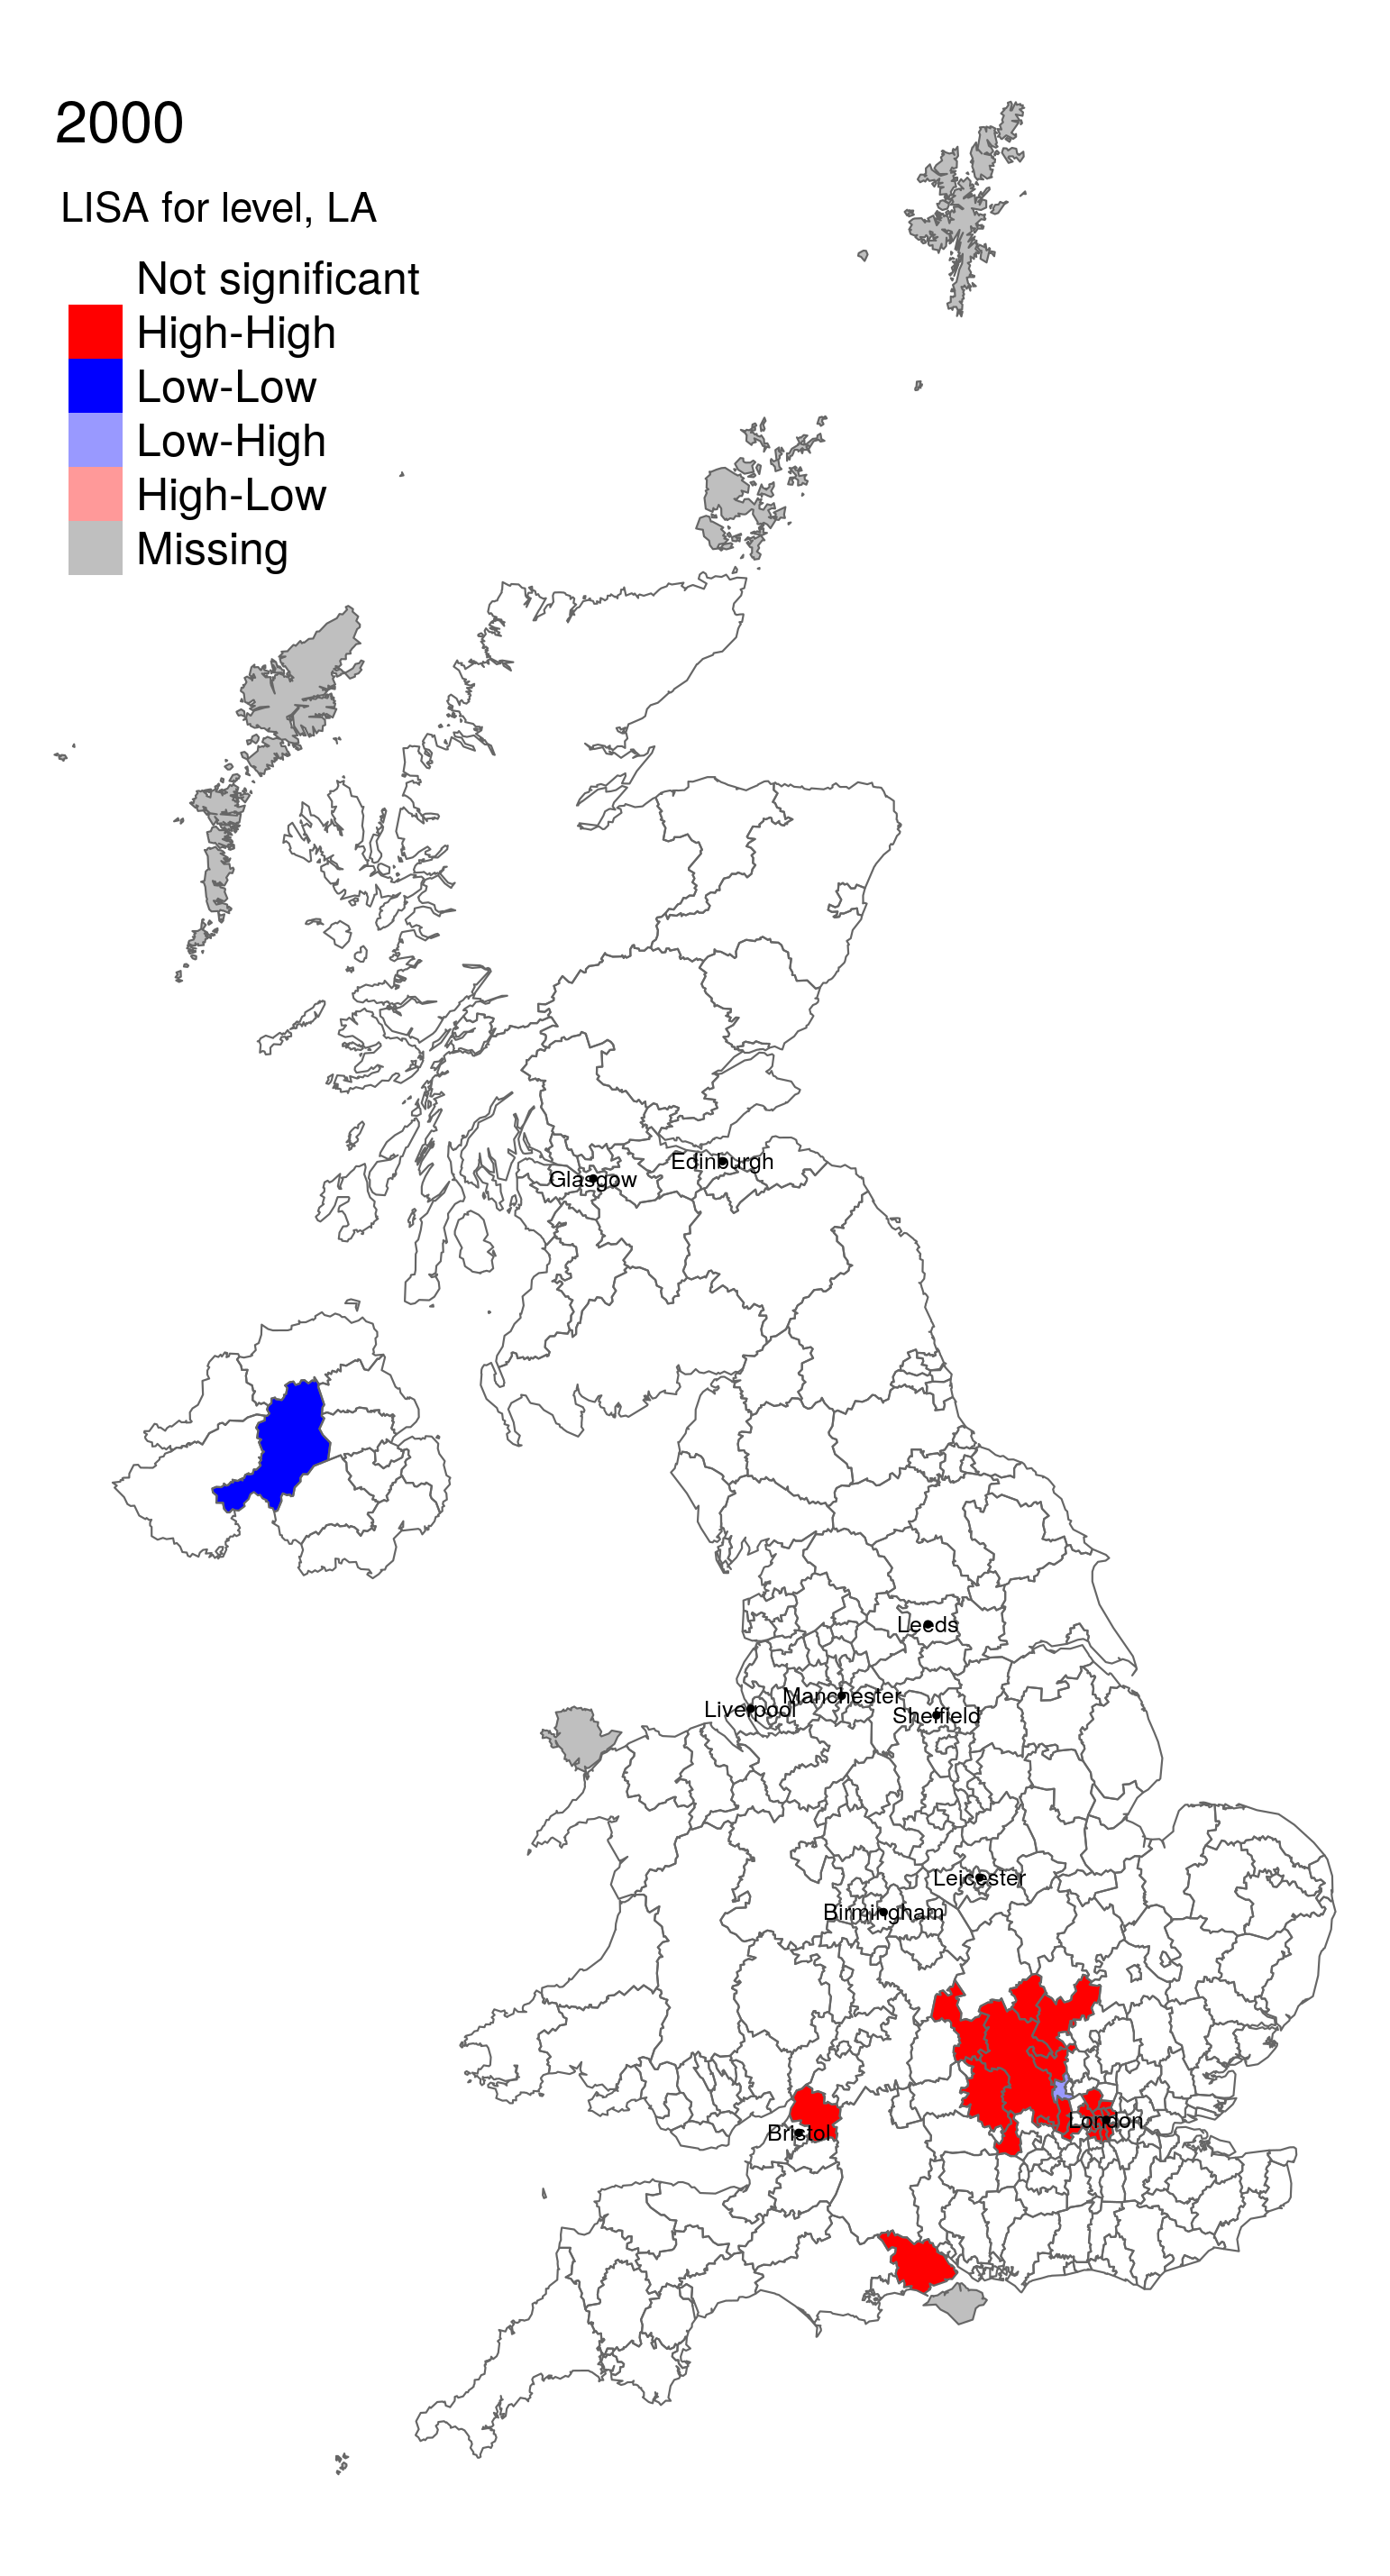 2000
LISA for level, LA
Not significant
High-High
Low-Low
Low-High
High-Low
Missing
Edinburgh
Glasgow
Leeds
Manchester
Liverpool
Sheffield
Leicester
Birmingham
London
Bristol